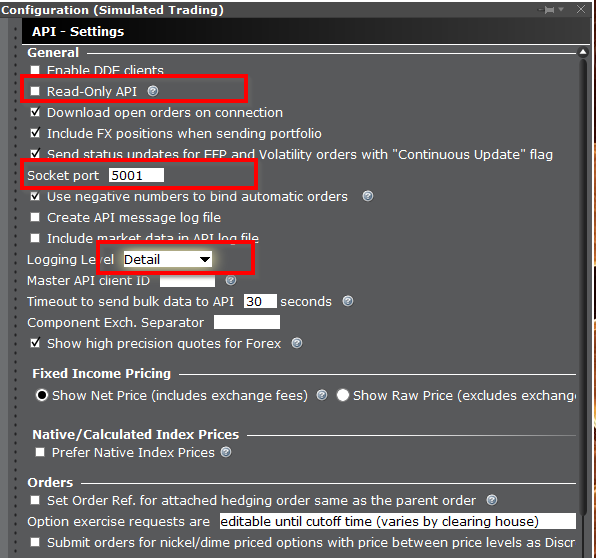 Configuration (Simulated Trading)
API - Settings
General
Enable DDE clients
Read-Only API
Download open orders on connection
Include FX positions when sending portfolio
Send status updates for EFP and Volatility orders with "Continuous Update" flag
Socket port 5001
Use negative numbers to bind automatic orders
Create API message log file
Include market data in API log file
Logging Level Detail
Master API client ID
Timeout to send bulk data to API 30 seconds
Component Exch. Separator
Show high precision quotes for Forex
Fixed Income Pricing
Show Net Price (includes exchange fees) Show Raw Price (excludes exchang
Native/Calculated Index Prices
Prefer Native Index Prices
Orders
Set Order Ref. for attached hedging order same as the parent order
Option exercise requests are editable until cutoff time (varies by clearing house)
Submit orders for nickel/dime priced options with price between price levels as Discr